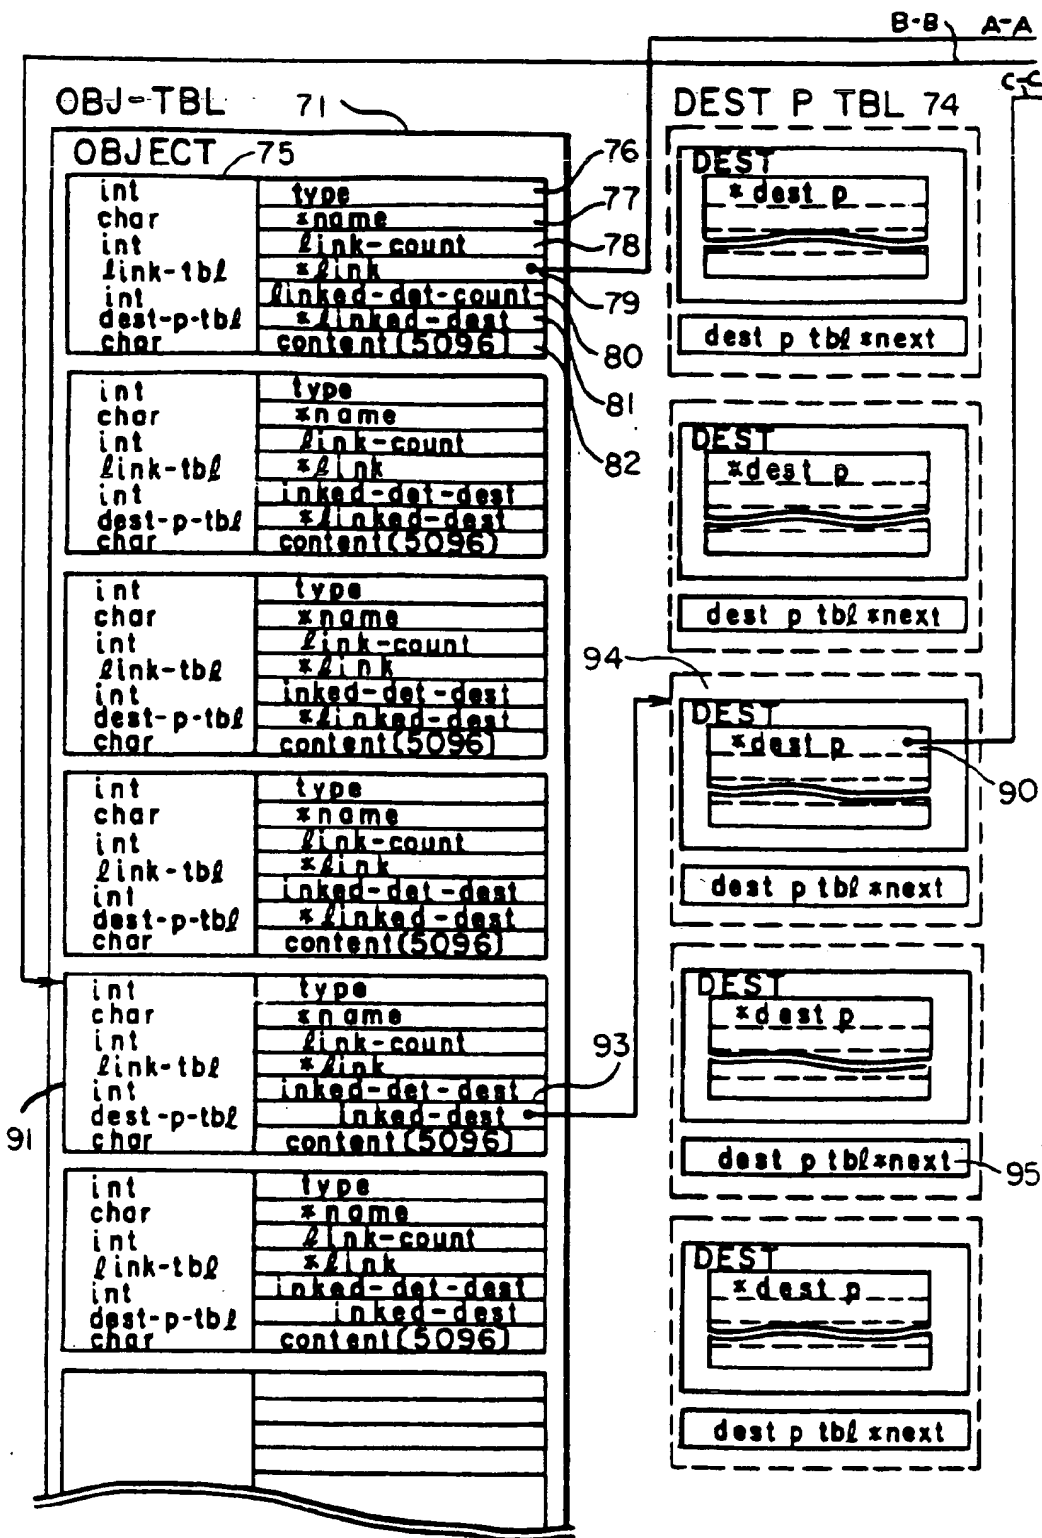 B-B A-A
C-C
OBJ-TBL 71
OBJECT 75
int type 76
char *name 77
int link-count 78
link-tbl *link 79
int linked-det-count 80
dest-p-tbl *linked-dest 81
char content(5096) 82
int type
char *name
int link-count
link-tbl *link
int inked-det-dest
dest-p-tbl *linked-dest
char content(5096)
int type
char *name
int link-count
link-tbl *link
int inked-det-dest
dest-p-tbl *linked-dest
char content(5096)
int type
char *name
int link-count
link-tbl *link
int inked-det-dest
dest-p-tbl *linked-dest
char content(5096)
91
int type
char *name
int link-count
link-tbl *link
int inked-det-dest 93
dest-p-tbl inked-dest
char content(5096)
int type
char *name
int link-count
link-tbl *link
int inked-det-dest
dest-p-tbl inked-dest
char content(5096)
DEST P TBL 74
DEST
*dest p
dest p tbl *next
DEST
*dest p
dest p tbl *next
94
DEST
*dest p
90
dest p tbl *next
DEST
*dest p
dest p tbl *next 95
DEST
*dest p
dest p tbl *next